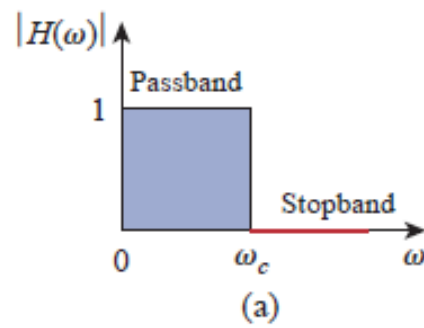 |H(ω)|
Passband
1
Stopband
0 ω_c ω
(a)